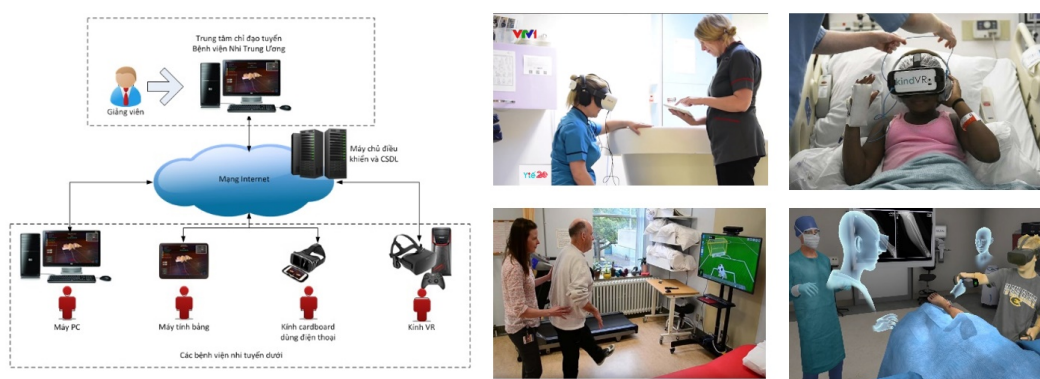 Trung tâm chỉ đạo tuyến
Bệnh viện Nhi Trung Ương
Giảng viên
Máy chủ điều
khiển và CSDL
Mạng Internet
Máy PC
Máy tính bảng
Kính cardboard
dùng điện thoại
Kính VR
Các bệnh viện nhi tuyến dưới
VTV1
HD
kindVR